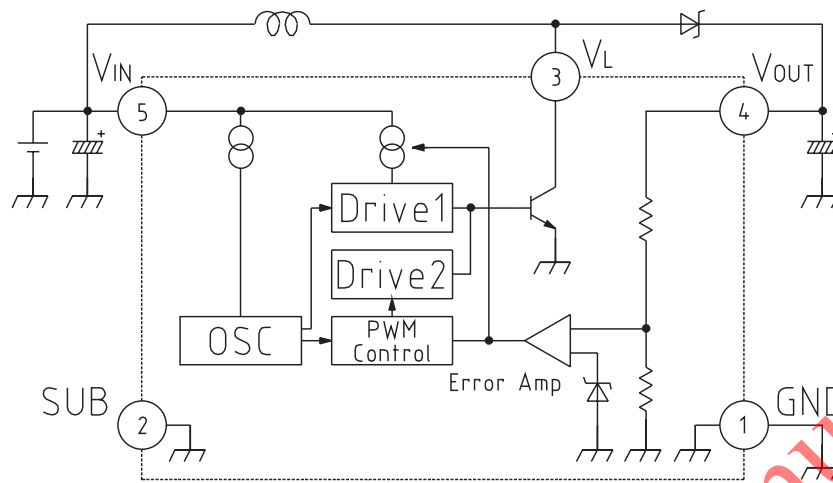 VIN
VL
VOUT
3
5
4
+
+
+
Drive1
Drive2
OSC
PWM
Control
Error Amp
SUB
2
1
GND